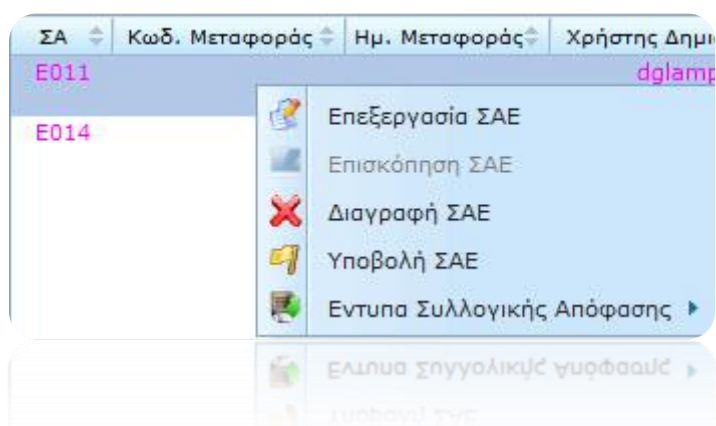 ΣΑ Κωδ. Μεταφοράς Ημ. Μεταφοράς Χρήστης Δημι
E011 dglamp
E014
Επεξεργασία ΣΑΕ
Επισκόπηση ΣΑΕ
Διαγραφή ΣΑΕ
Υποβολή ΣΑΕ
Εντυπα Συλλογικής Απόφασης